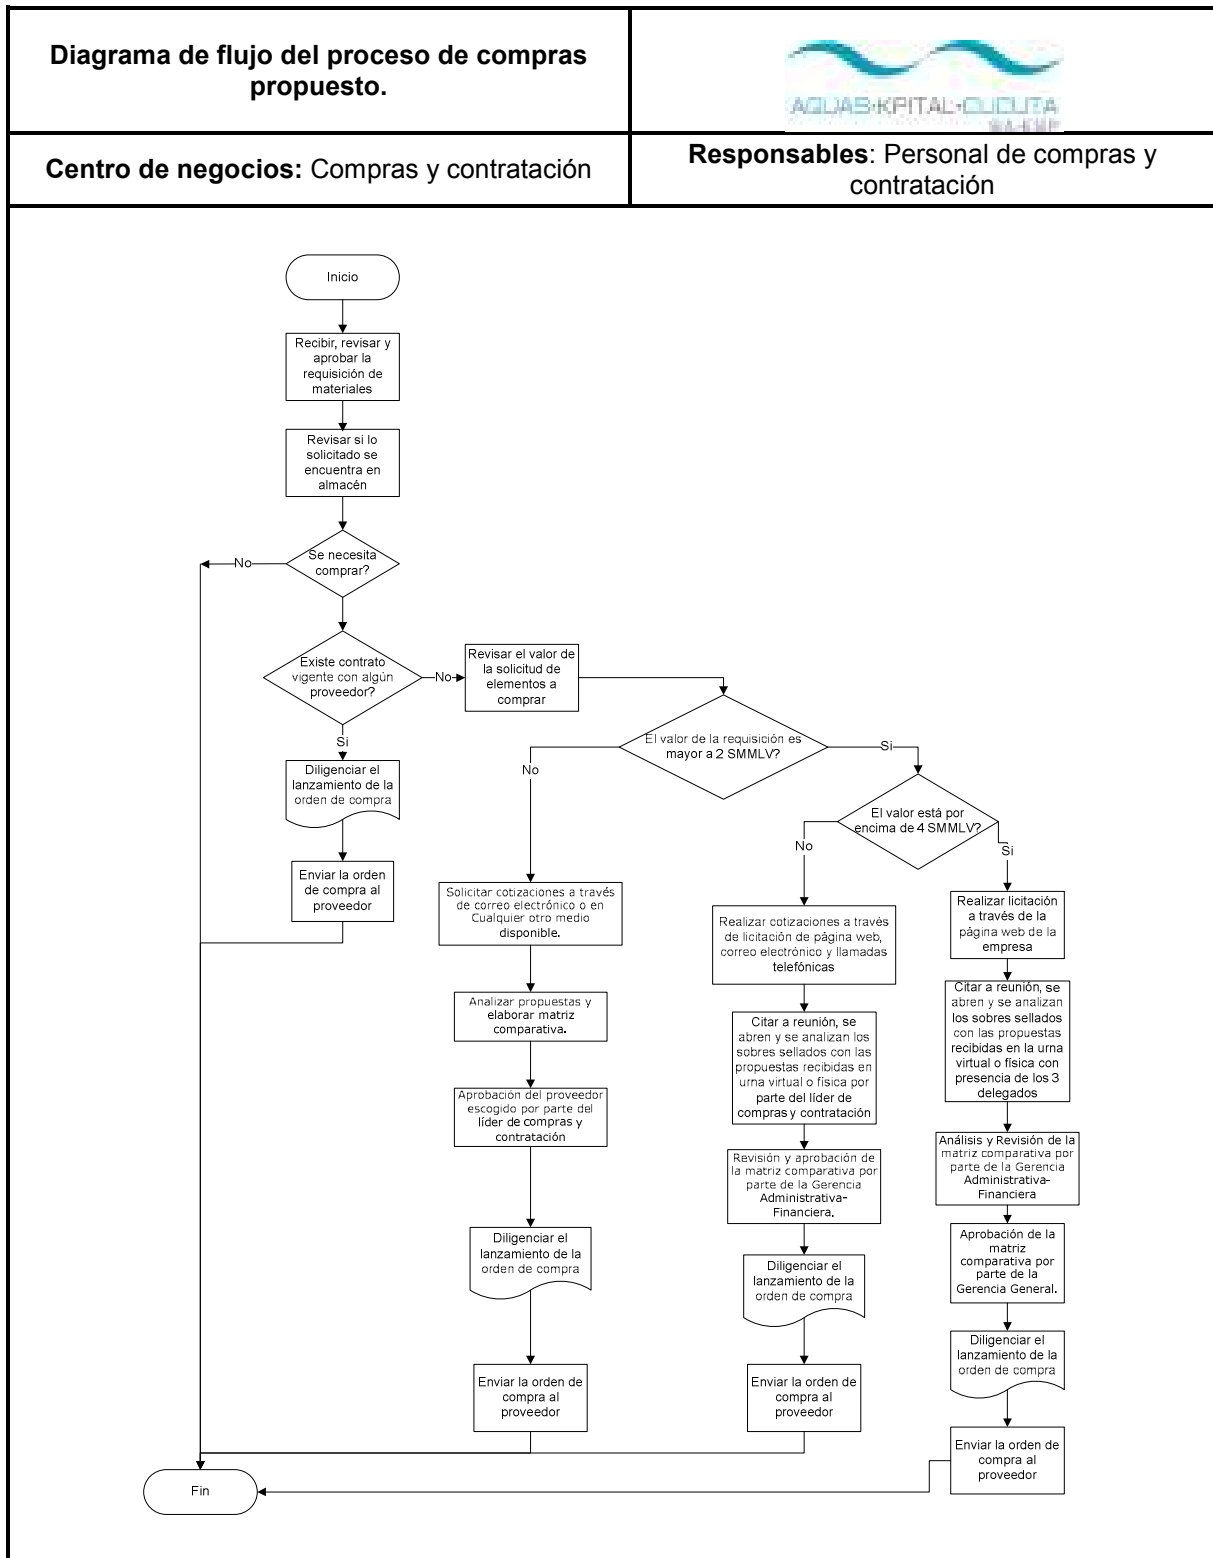 Diagrama de flujo del proceso de compras
propuesto.
AGUAS·KPITAL·CUCUTA
Centro de negocios: Compras y contratación
Responsables: Personal de compras y
contratación
Inicio
Recibir, revisar y
aprobar la
requisición de
materiales
Revisar si lo
solicitado se
encuentra en
almacén
Se necesita
comprar?
No
Existe contrato
vigente con algún
proveedor?
No
Revisar el valor de
la solicitud de
elementos a
comprar
Si
Diligenciar el
lanzamiento de la
orden de compra
Enviar la orden
de compra al
proveedor
El valor de la requisición es
mayor a 2 SMMLV?
No
Si
Solicitar cotizaciones a través
de correo electrónico o en
Cualquier otro medio
disponible.
Analizar propuestas y
elaborar matriz
comparativa.
Aprobación del proveedor
escogido por parte del
líder de compras y
contratación
Diligenciar el
lanzamiento de la
orden de compra
Enviar la orden de
compra al
proveedor
El valor está por
encima de 4 SMMLV?
No
Si
Realizar cotizaciones a través
de licitación de página web,
correo electrónico y llamadas
telefónicas
Citar a reunión, se
abren y se analizan los
sobres sellados con las
propuestas recibidas en
urna virtual o física por
parte del líder de
compras y contratación
Revisión y aprobación de
la matriz comparativa por
parte de la Gerencia
Administrativa-
Financiera.
Diligenciar el
lanzamiento de la
orden de compra
Enviar la orden de
compra al
proveedor
Realizar licitación
a través de la
página web de la
empresa
Citar a reunión, se
abren y se analizan
los sobres sellados
con las propuestas
recibidas en la urna
virtual o física con
presencia de los 3
delegados
Análisis y Revisión de la
matriz comparativa por
parte de la Gerencia
Administrativa-
Financiera
Aprobación de la
matriz
comparativa por
parte de la
Gerencia General.
Diligenciar el
lanzamiento de la
orden de compra
Enviar la orden de
compra al
proveedor
Fin